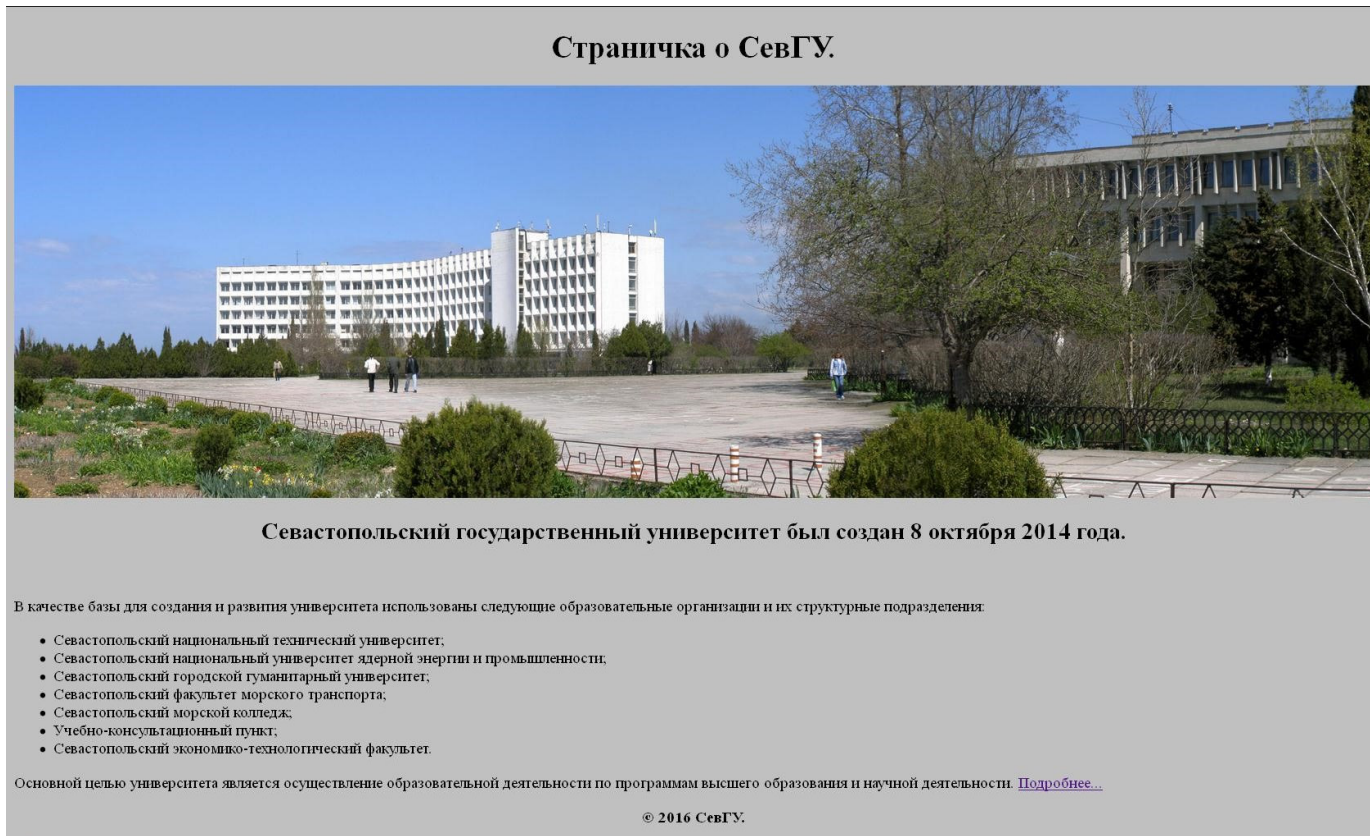 Страничка о СевГУ.
Севастопольский государственный университет был создан 8 октября 2014 года.
В качестве базы для создания и развития университета использованы следующие образовательные организации и их структурные подразделения:
• Севастопольский национальный технический университет;
• Севастопольский национальный университет ядерной энергии и промышленности;
• Севастопольский городской гуманитарный университет;
• Севастопольский факультет морского транспорта;
• Севастопольский морской колледж;
• Учебно-консультационный пункт;
• Севастопольский экономико-технологический факультет.
Основной целью университета является осуществление образовательной деятельности по программам высшего образования и научной деятельности. Подробнее...
© 2016 СевГУ.